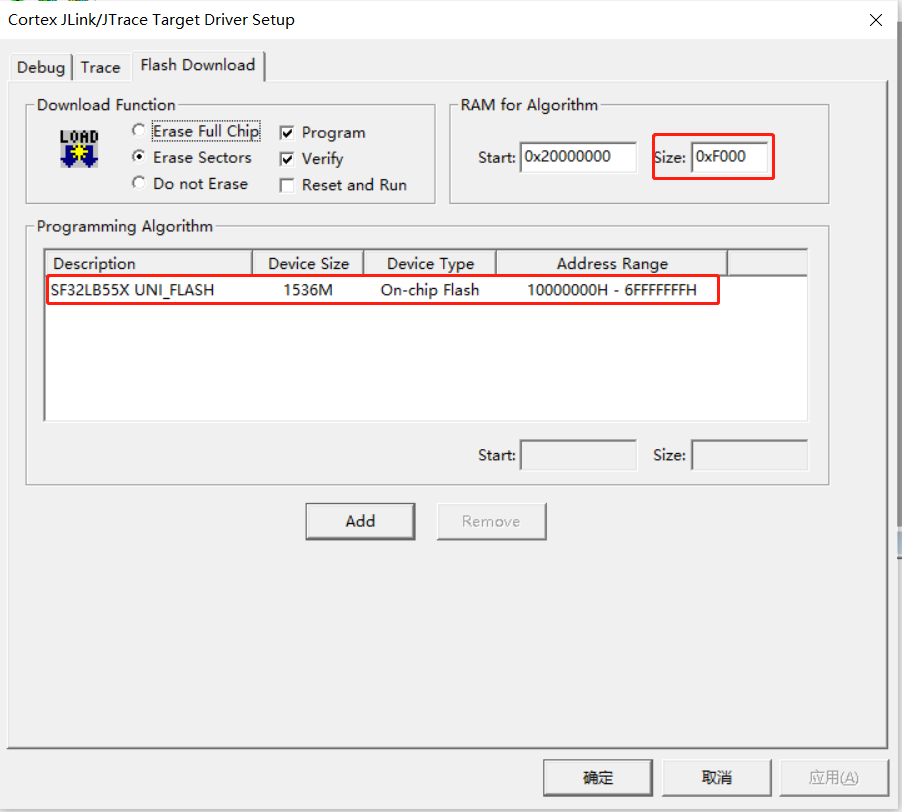 Cortex JLink/JTrace Target Driver Setup
Debug Trace Flash Download
Download Function
LOAD
Erase Full Chip
Erase Sectors
Do not Erase
Program
Verify
Reset and Run
RAM for Algorithm
Start: 0x20000000 Size: 0xF000
Programming Algorithm
Description Device Size Device Type Address Range
SF32LB55X UNI_FLASH 1536M On-chip Flash 10000000H - 6FFFFFFFH
Start: Size:
Add Remove
确定 取消 应用(A)